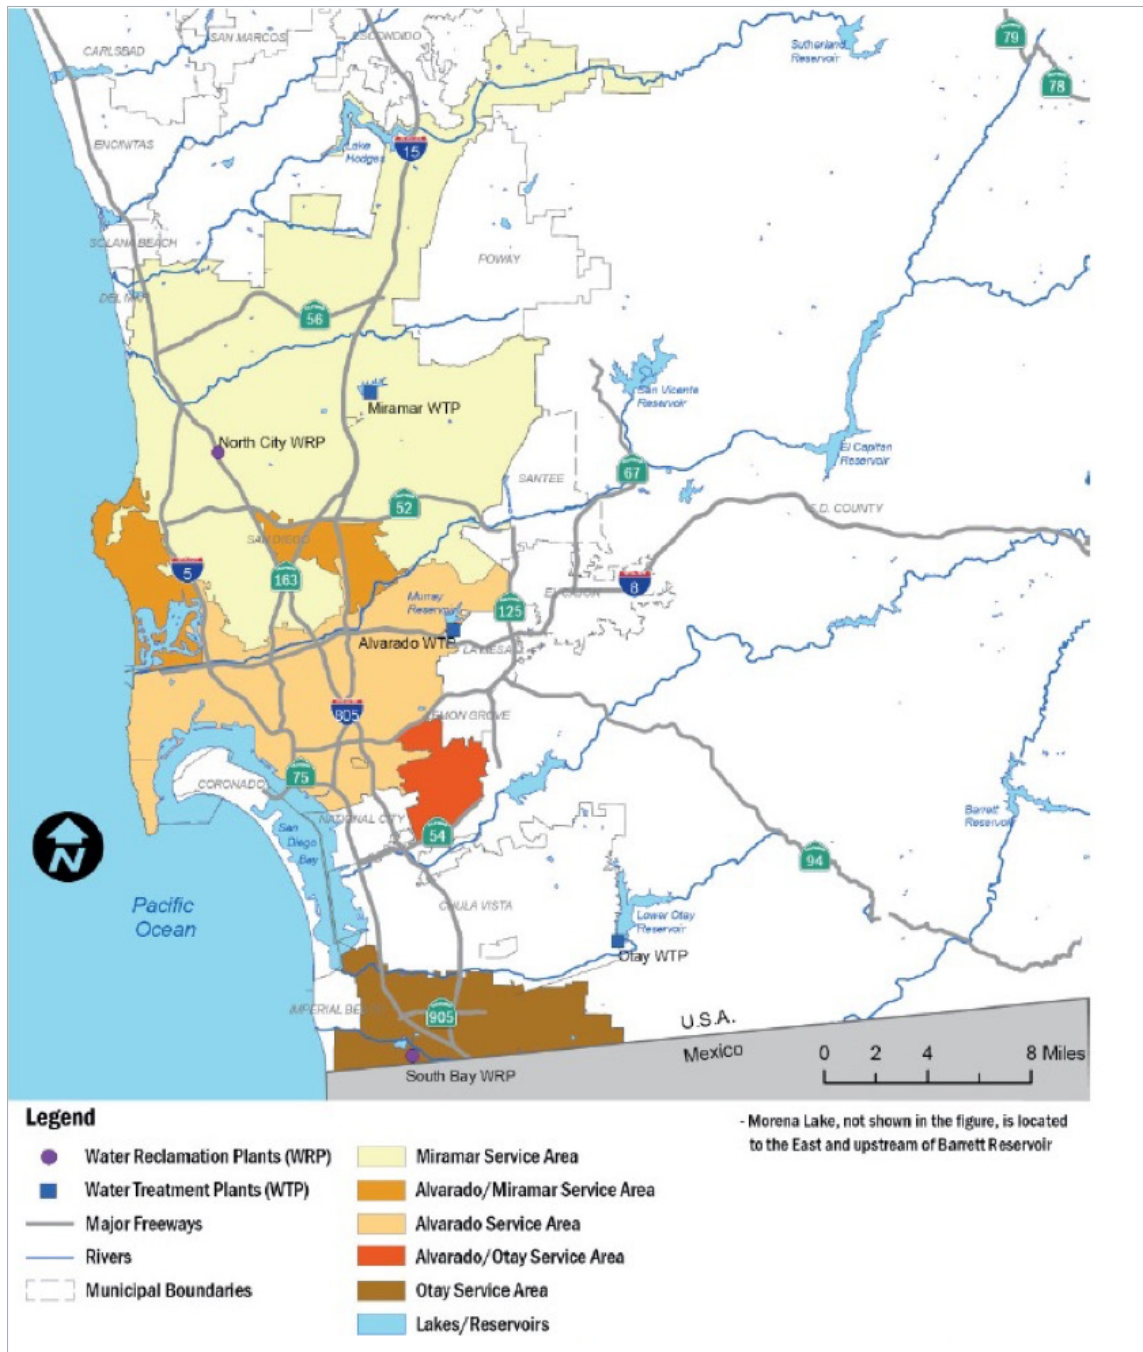 SAN MARCOS
ESCONDIDO
CARLSBAD
79
Sutherland
Reservoir
78
ENCINITAS
Lake
Hodges
15
SOLANA BEACH
POWAY
DEL MAR
56
San Vicente
Reservoir
Miramar WTP
North City WRP
El Capitan
Reservoir
67
SANTEE
52
S.D. COUNTY
SAN DIEGO
5
163
8
Murray
Reservoir
125
EL CAJON
Alvarado WTP
LA MESA
805
LEMON GROVE
75
CORONADO
NATIONAL CITY
San
Diego
Bay
54
Barrett
Reservoir
N
94
Pacific
Ocean
CHULA VISTA
Lower Otay
Reservoir
Otay WTP
IMPERIAL BEACH
905
U.S.A.
Mexico
South Bay WRP
0 2 4 8 Miles
Legend
- Morena Lake, not shown in the figure, is located
to the East and upstream of Barrett Reservoir
Water Reclamation Plants (WRP)
Water Treatment Plants (WTP)
Major Freeways
Rivers
Municipal Boundaries
Miramar Service Area
Alvarado/Miramar Service Area
Alvarado Service Area
Alvarado/Otay Service Area
Otay Service Area
Lakes/Reservoirs